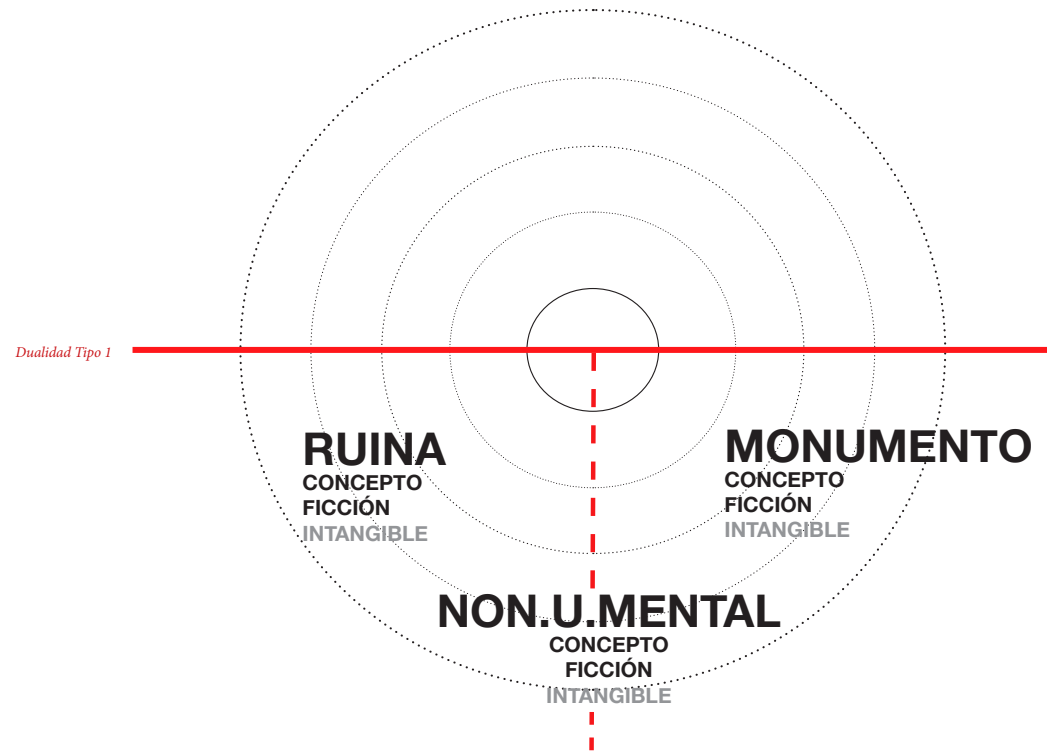 Dualidad Tipo 1
RUINA
CONCEPTO
FICCIÓN
INTANGIBLE
MONUMENTO
CONCEPTO
FICCIÓN
INTANGIBLE
NON.U.MENTAL
CONCEPTO
FICCIÓN
INTANGIBLE